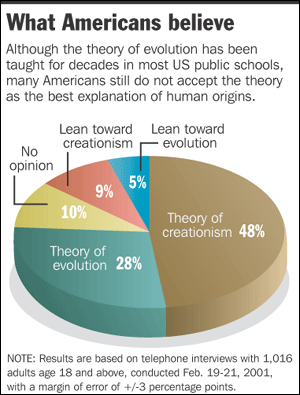 What Americans believe
Although the theory of evolution has been
taught for decades in most US public schools,
many Americans still do not accept the theory
as the best explanation of human origins.
Lean toward
creationism
Lean toward
evolution
No
opinion
9%
5%
10%
Theory of
creationism 48%
Theory of
evolution 28%
NOTE: Results are based on telephone interviews with 1,016
adults age 18 and above, conducted Feb. 19-21, 2001,
with a margin of error of +/-3 percentage points.